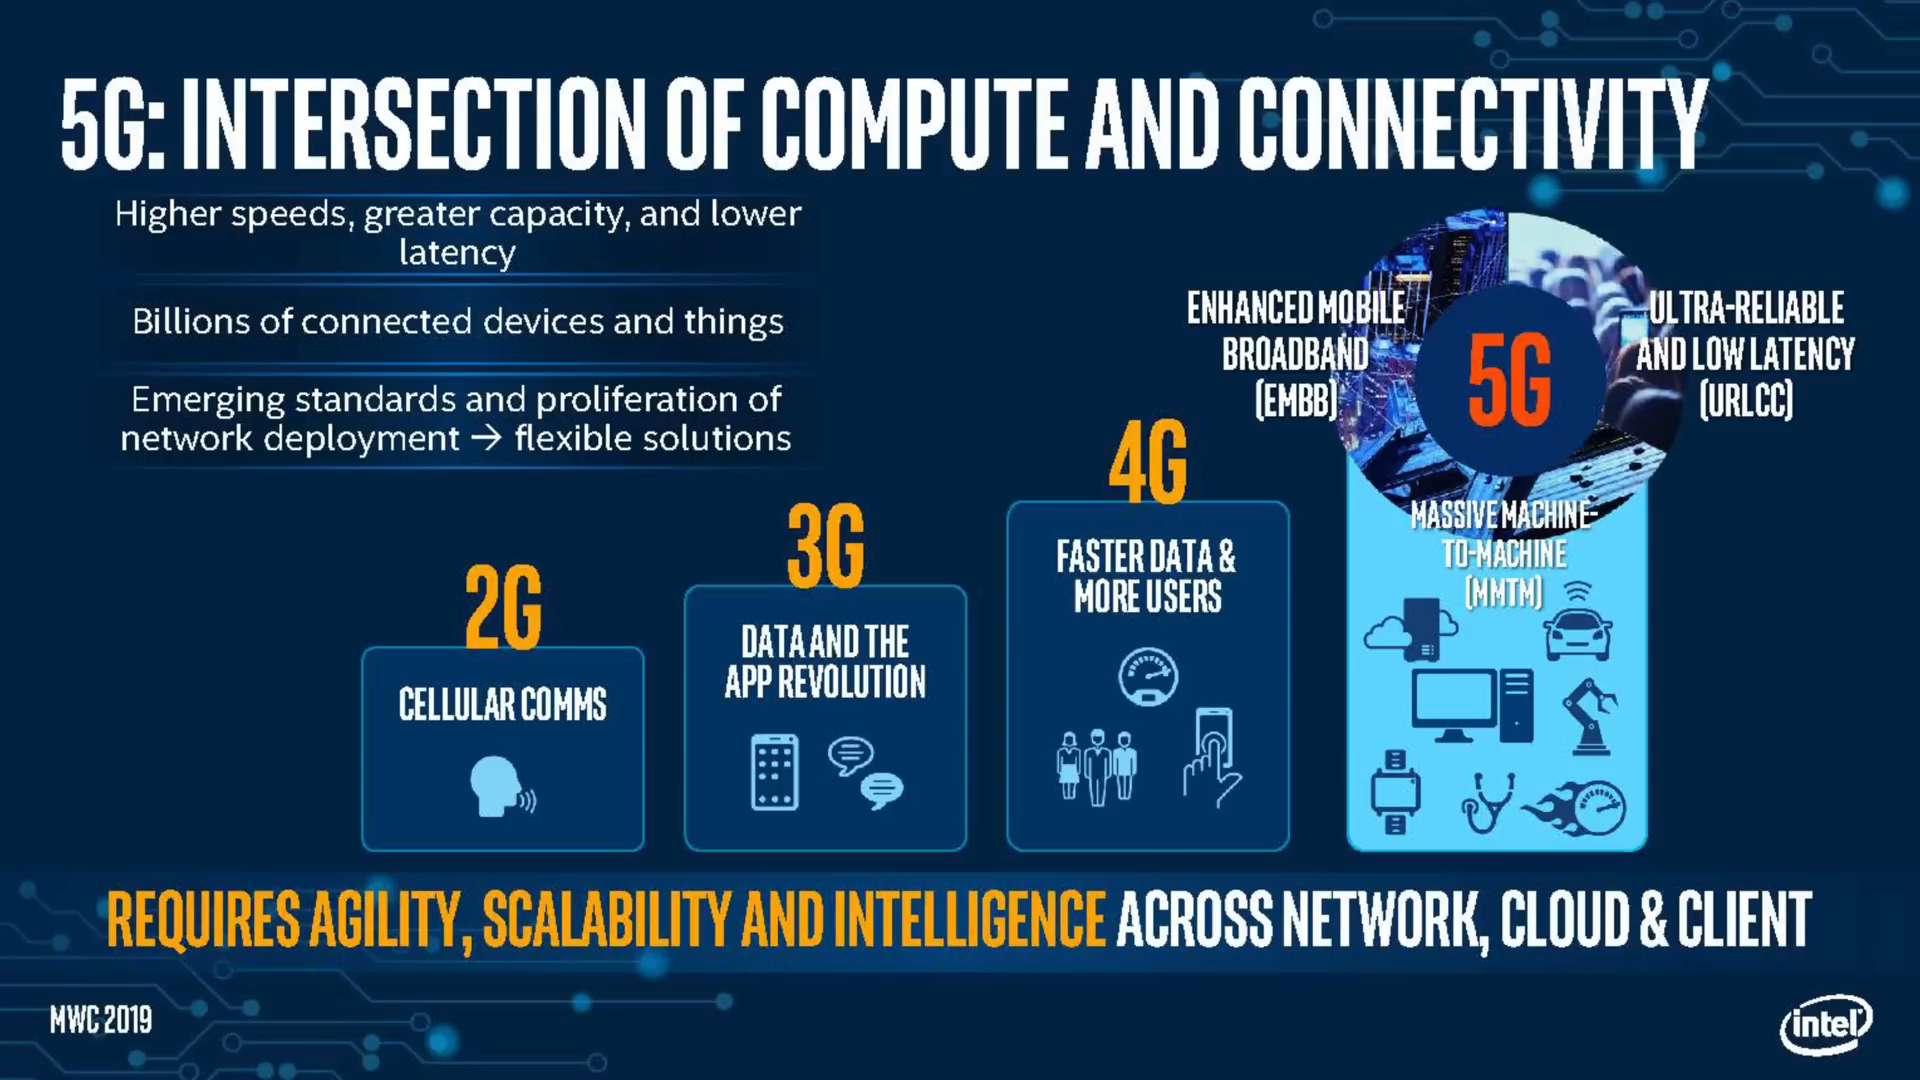 5G: INTERSECTION OF COMPUTE AND CONNECTIVITY
Higher speeds, greater capacity, and lower
latency
Billions of connected devices and things
Emerging standards and proliferation of
network deployment → flexible solutions
2G
CELLULAR COMMS
3G
DATA AND THE
APP REVOLUTION
4G
FASTER DATA &
MORE USERS
ENHANCED MOBILE
BROADBAND
(EMBB)
5G
ULTRA-RELIABLE
AND LOW LATENCY
(URLCC)
MASSIVE MACHINE-
TO-MACHINE
(MMTM)
REQUIRES AGILITY, SCALABILITY AND INTELLIGENCE ACROSS NETWORK, CLOUD & CLIENT
MWC 2019
intel